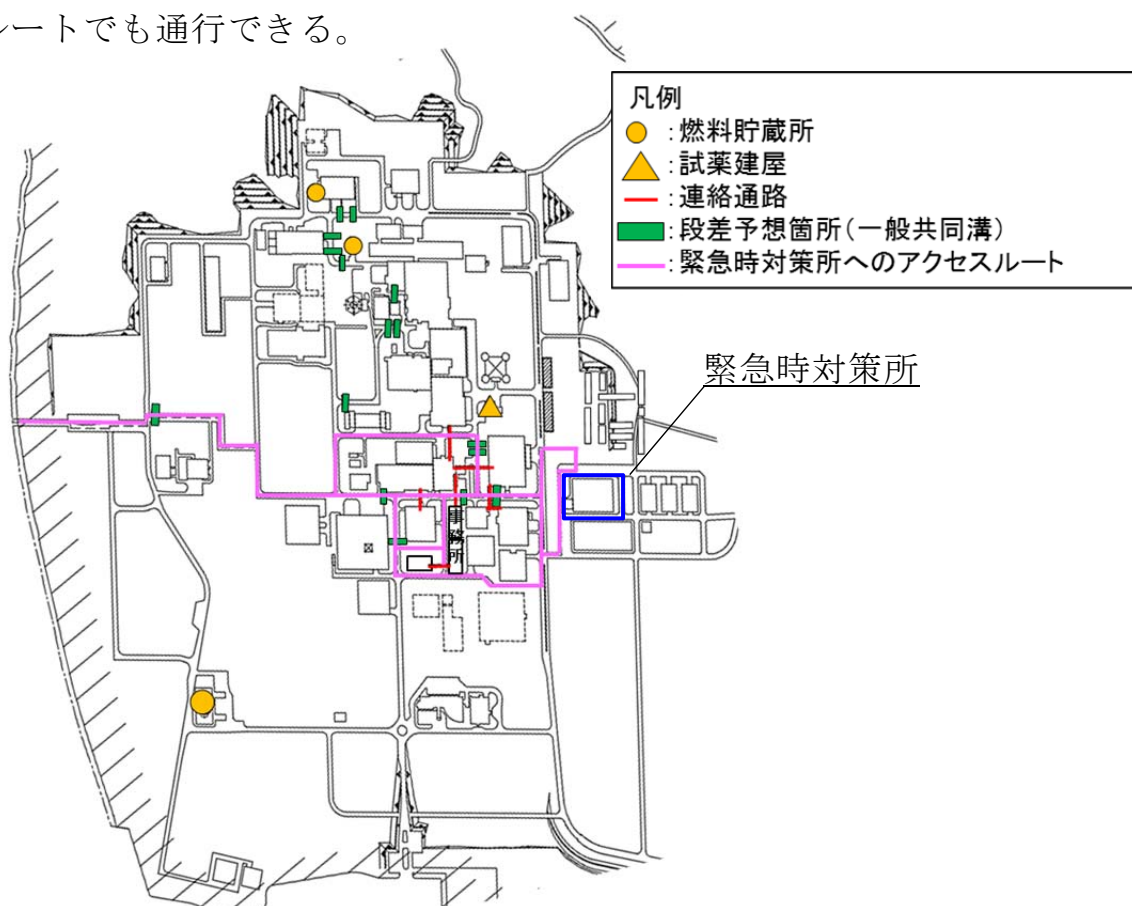 ルートでも通行できる。
凡例
：燃料貯蔵所
：試薬建屋
：連絡通路
：段差予想箇所（一般共同溝）
：緊急時対策所へのアクセスルート
緊急時対策所
事務所